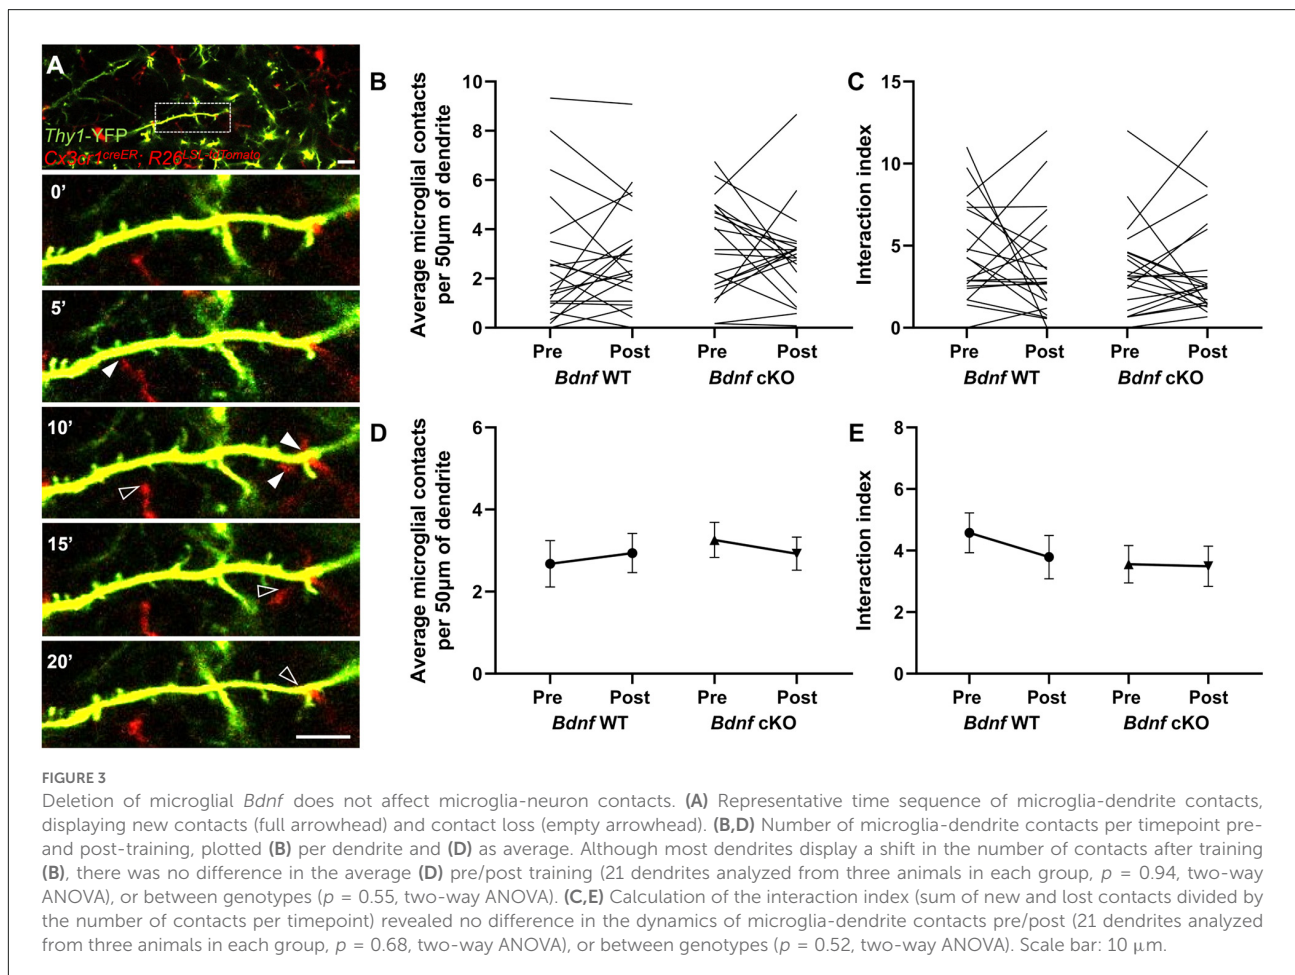 A
Thy1-YFP
Cx3cr1creER; R26LSL-tdTomato
0’
5’
10’
15’
20’
B
Average microglial contacts
per 50μm of dendrite
10
8
6
4
2
0
Pre Post Pre Post
Bdnf WT Bdnf cKO
C
Interaction index
15
10
5
0
Pre Post Pre Post
Bdnf WT Bdnf cKO
D
Average microglial contacts
per 50μm of dendrite
6
4
2
0
Pre Post Pre Post
Bdnf WT Bdnf cKO
E
Interaction index
8
6
4
2
0
Pre Post Pre Post
Bdnf WT Bdnf cKO
FIGURE 3
Deletion of microglial Bdnf does not affect microglia-neuron contacts. (A) Representative time sequence of microglia-dendrite contacts,
displaying new contacts (full arrowhead) and contact loss (empty arrowhead). (B,D) Number of microglia-dendrite contacts per timepoint pre-
and post-training, plotted (B) per dendrite and (D) as average. Although most dendrites display a shift in the number of contacts after training
(B), there was no difference in the average (D) pre/post training (21 dendrites analyzed from three animals in each group, p = 0.94, two-way
ANOVA), or between genotypes (p = 0.55, two-way ANOVA). (C,E) Calculation of the interaction index (sum of new and lost contacts divided by
the number of contacts per timepoint) revealed no difference in the dynamics of microglia-dendrite contacts pre/post (21 dendrites analyzed
from three animals in each group, p = 0.68, two-way ANOVA), or between genotypes (p = 0.52, two-way ANOVA). Scale bar: 10 μm.